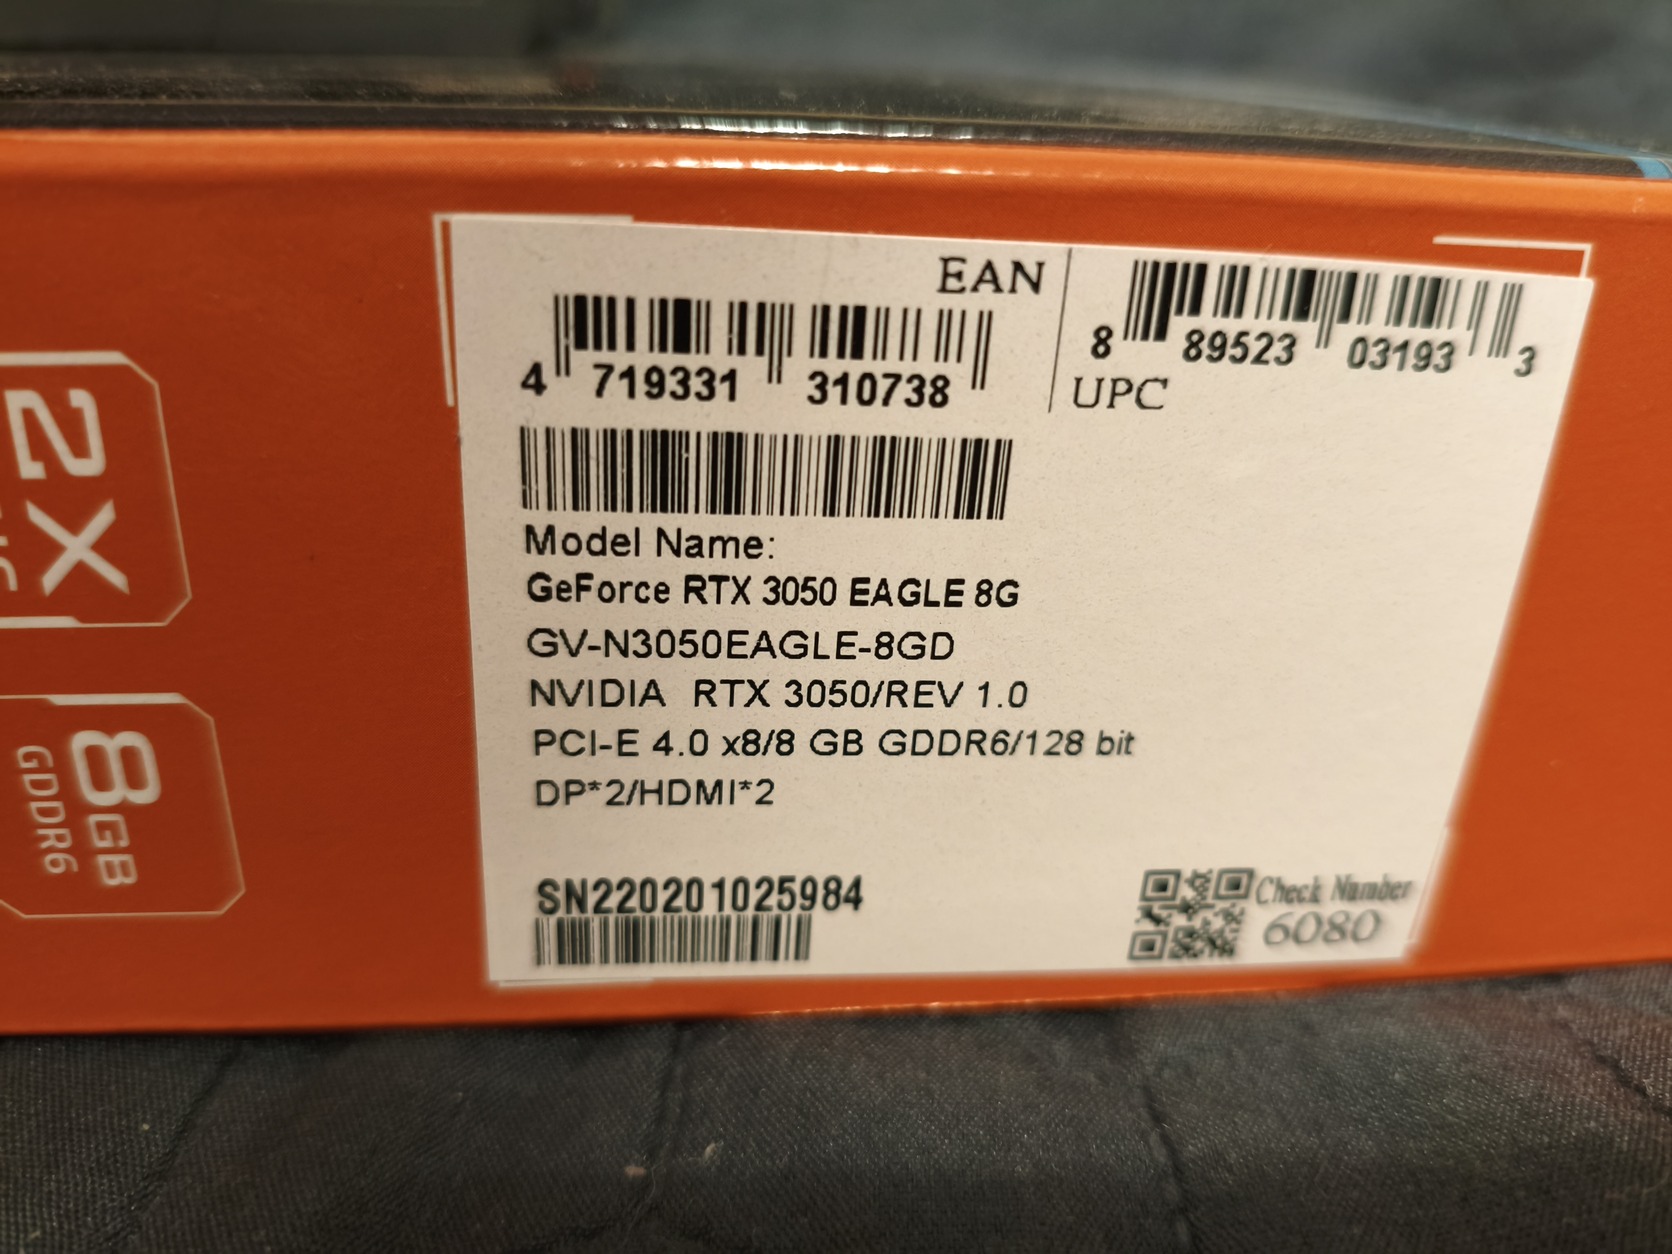 2X
8GB
GDDR6
EAN
4 719331 310738
8 89523 03193 3
UPC
Model Name:
GeForce RTX 3050 EAGLE 8G
GV-N3050EAGLE-8GD
NVIDIA RTX 3050/REV 1.0
PCI-E 4.0 x8/8 GB GDDR6/128 bit
DP*2/HDMI*2
SN220201025984
Check Number
6080